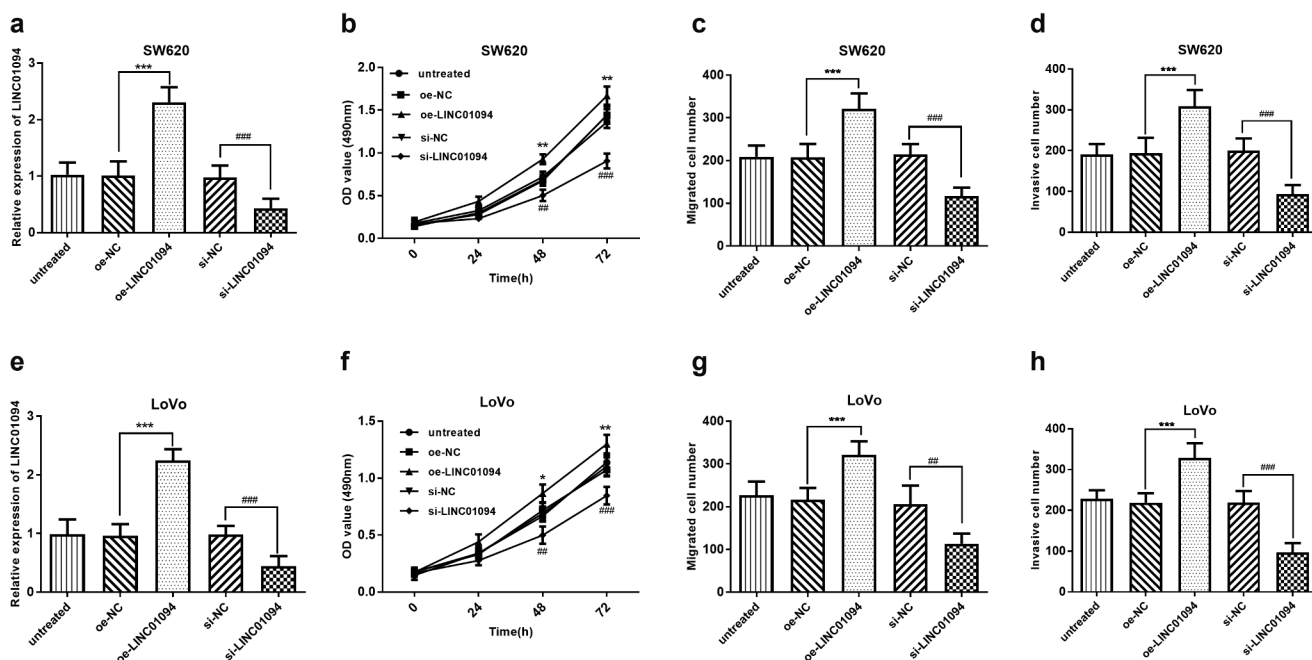 a
SW620
Relative expression of LINC01094
3
2
1
0
***
###
untreated
oe-NC
oe-LINC01094
si-NC
si-LINC01094
b
SW620
OD value (490nm)
2.0
1.5
1.0
0.5
0.0
untreated
oe-NC
oe-LINC01094
si-NC
si-LINC01094
**
**
##
###
0
24
48
72
Time(h)
c
SW620
Migrated cell number
400
300
200
100
0
***
###
untreated
oe-NC
oe-LINC01094
si-NC
si-LINC01094
d
SW620
Invasive cell number
400
300
200
100
0
***
###
untreated
oe-NC
oe-LINC01094
si-NC
si-LINC01094
e
LoVo
Relative expression of LINC01094
3
2
1
0
***
###
untreated
oe-NC
oe-LINC01094
si-NC
si-LINC01094
f
LoVo
OD value (490nm)
1.5
1.0
0.5
0.0
untreated
oe-NC
oe-LINC01094
si-NC
si-LINC01094
*
**
##
###
0
24
48
72
Time(h)
g
LoVo
Migrated cell number
400
300
200
100
0
***
##
untreated
oe-NC
oe-LINC01094
si-NC
si-LINC01094
h
LoVo
Invasive cell number
400
300
200
100
0
***
###
untreated
oe-NC
oe-LINC01094
si-NC
si-LINC01094